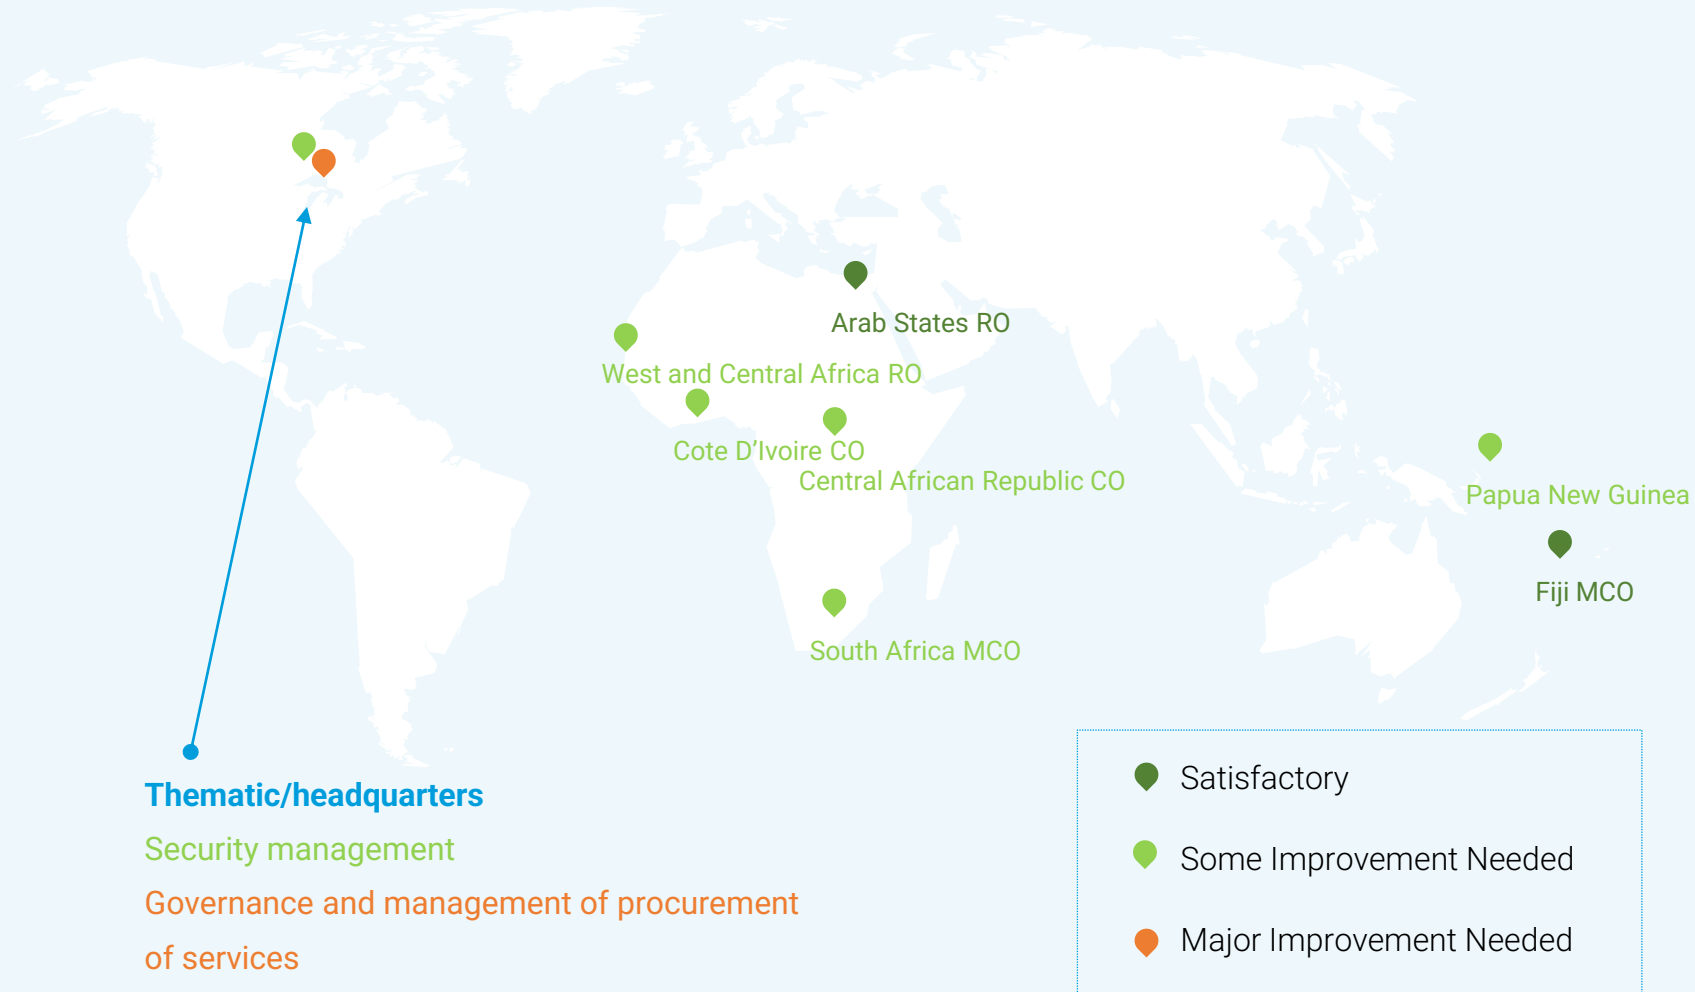 Arab States RO
West and Central Africa RO
Cote D’Ivoire CO
Central African Republic CO
Papua New Guinea
Fiji MCO
South Africa MCO
Thematic/headquarters
Security management
Governance and management of procurement
of services
Satisfactory
Some Improvement Needed
Major Improvement Needed